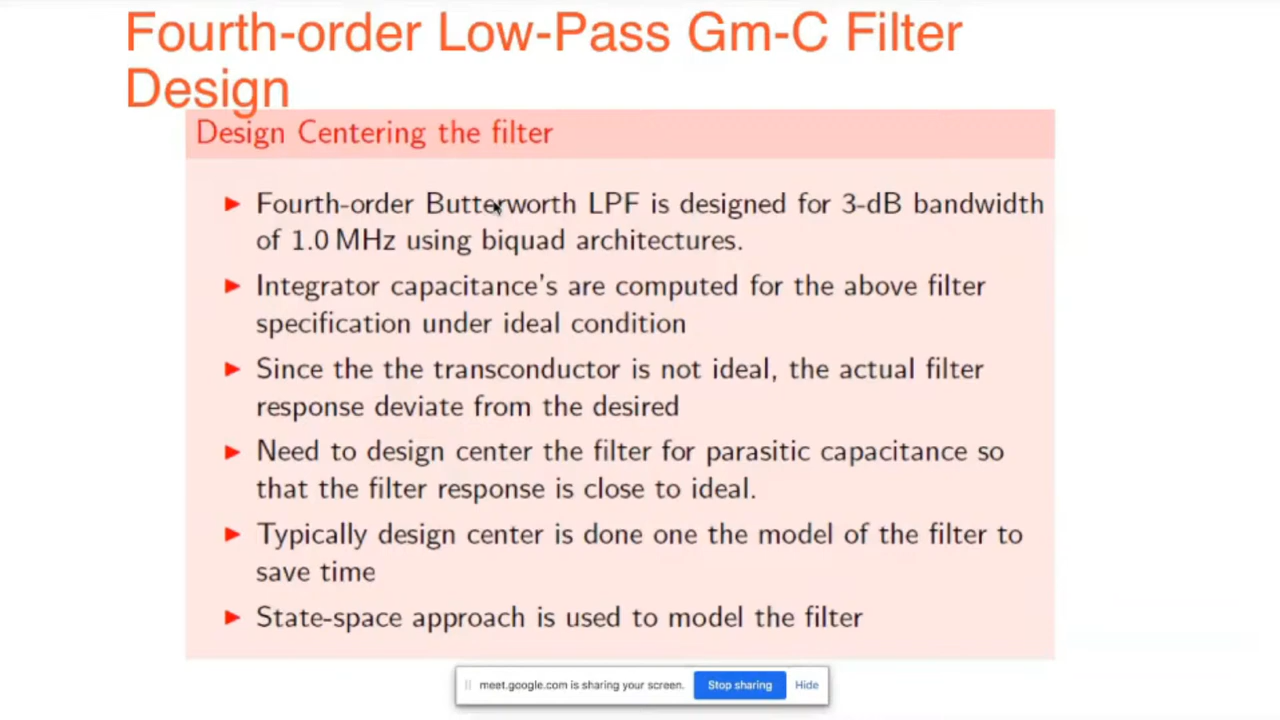 Fourth-order Low-Pass Gm-C Filter
Design
Design Centering the filter
Fourth-order Butterworth LPF is designed for 3-dB bandwidth
of 1.0 MHz using biquad architectures.
Integrator capacitance's are computed for the above filter
specification under ideal condition
Since the the transconductor is not ideal, the actual filter
response deviate from the desired
Need to design center the filter for parasitic capacitance so
that the filter response is close to ideal.
Typically design center is done one the model of the filter to
save time
State-space approach is used to model the filter
meet.google.com is sharing your screen. Stop sharing Hide